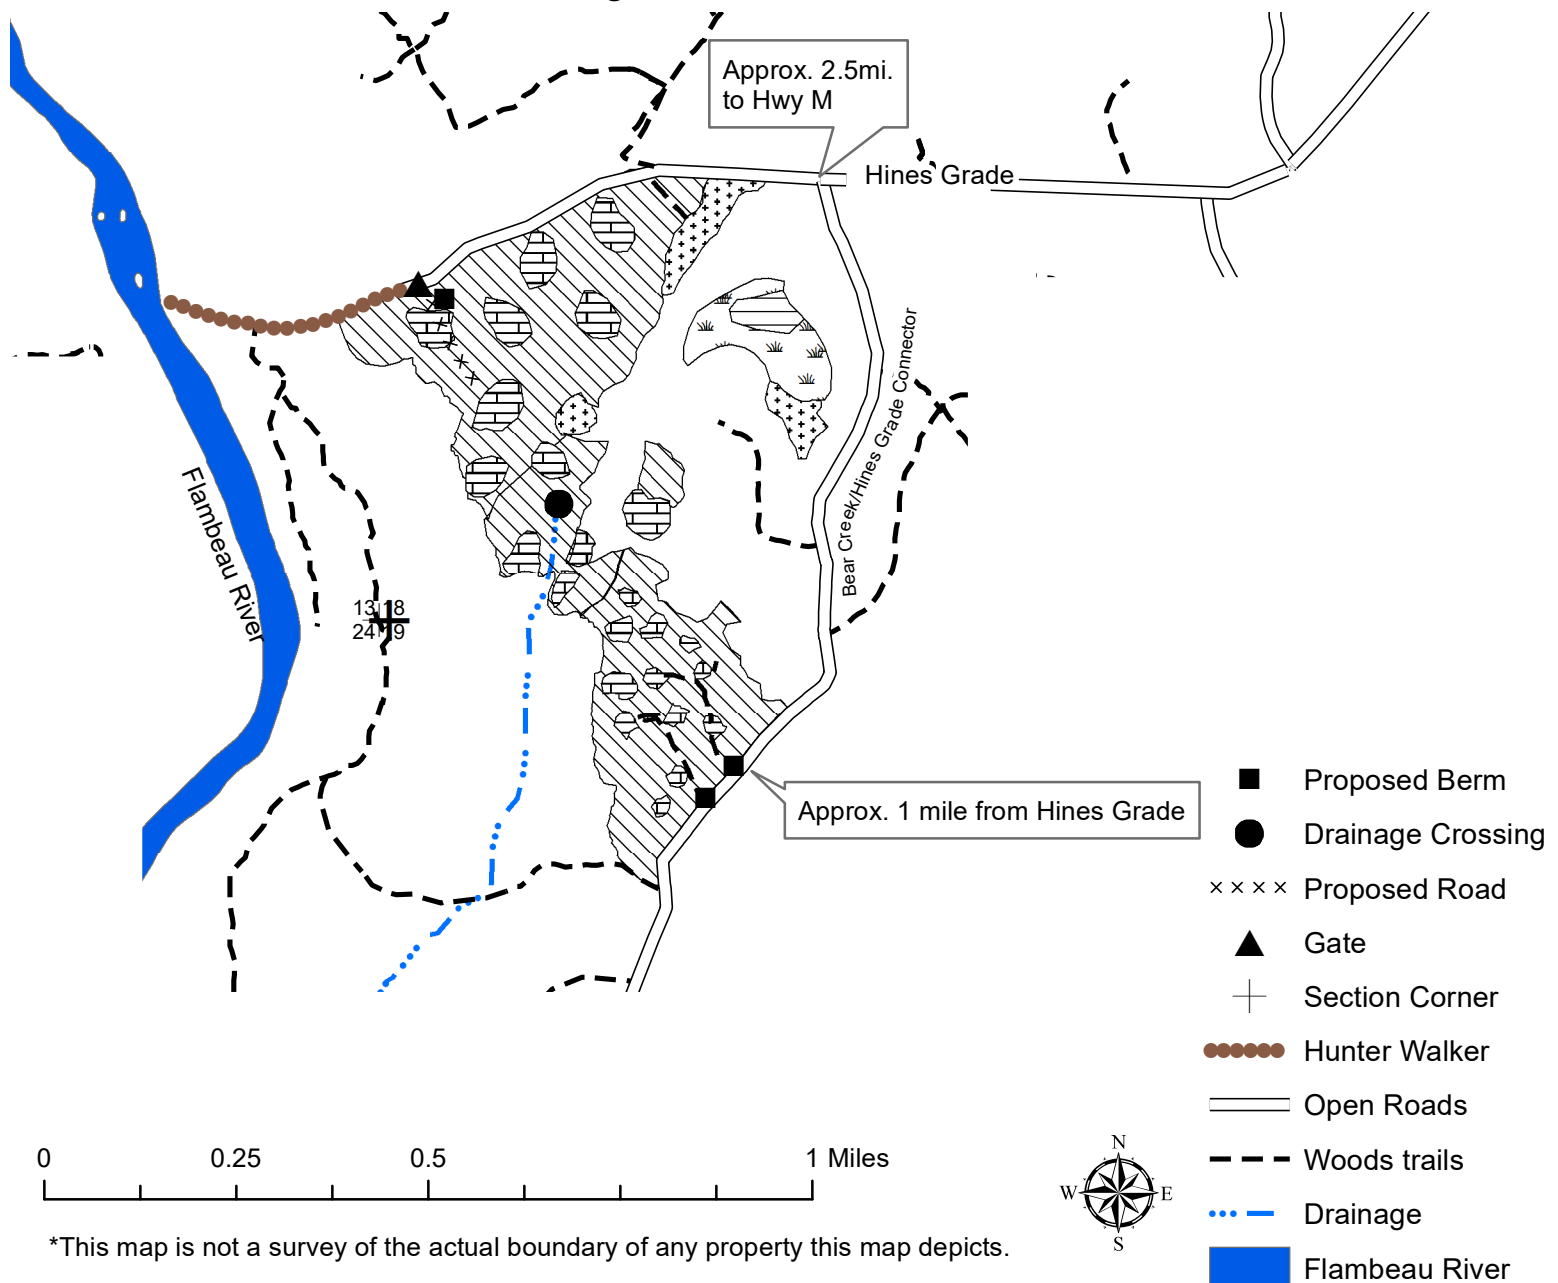 Approx. 2.5mi.
to Hwy M
Hines Grade
Bear Creek/Hines Grade Connector
Flambeau River
13 18
24 19
Approx. 1 mile from Hines Grade
Proposed Berm
Drainage Crossing
Proposed Road
Gate
Section Corner
Hunter Walker
Open Roads
Woods trails
Drainage
Flambeau River
0 0.25 0.5 1 Miles
N
W E
S
*This map is not a survey of the actual boundary of any property this map depicts.